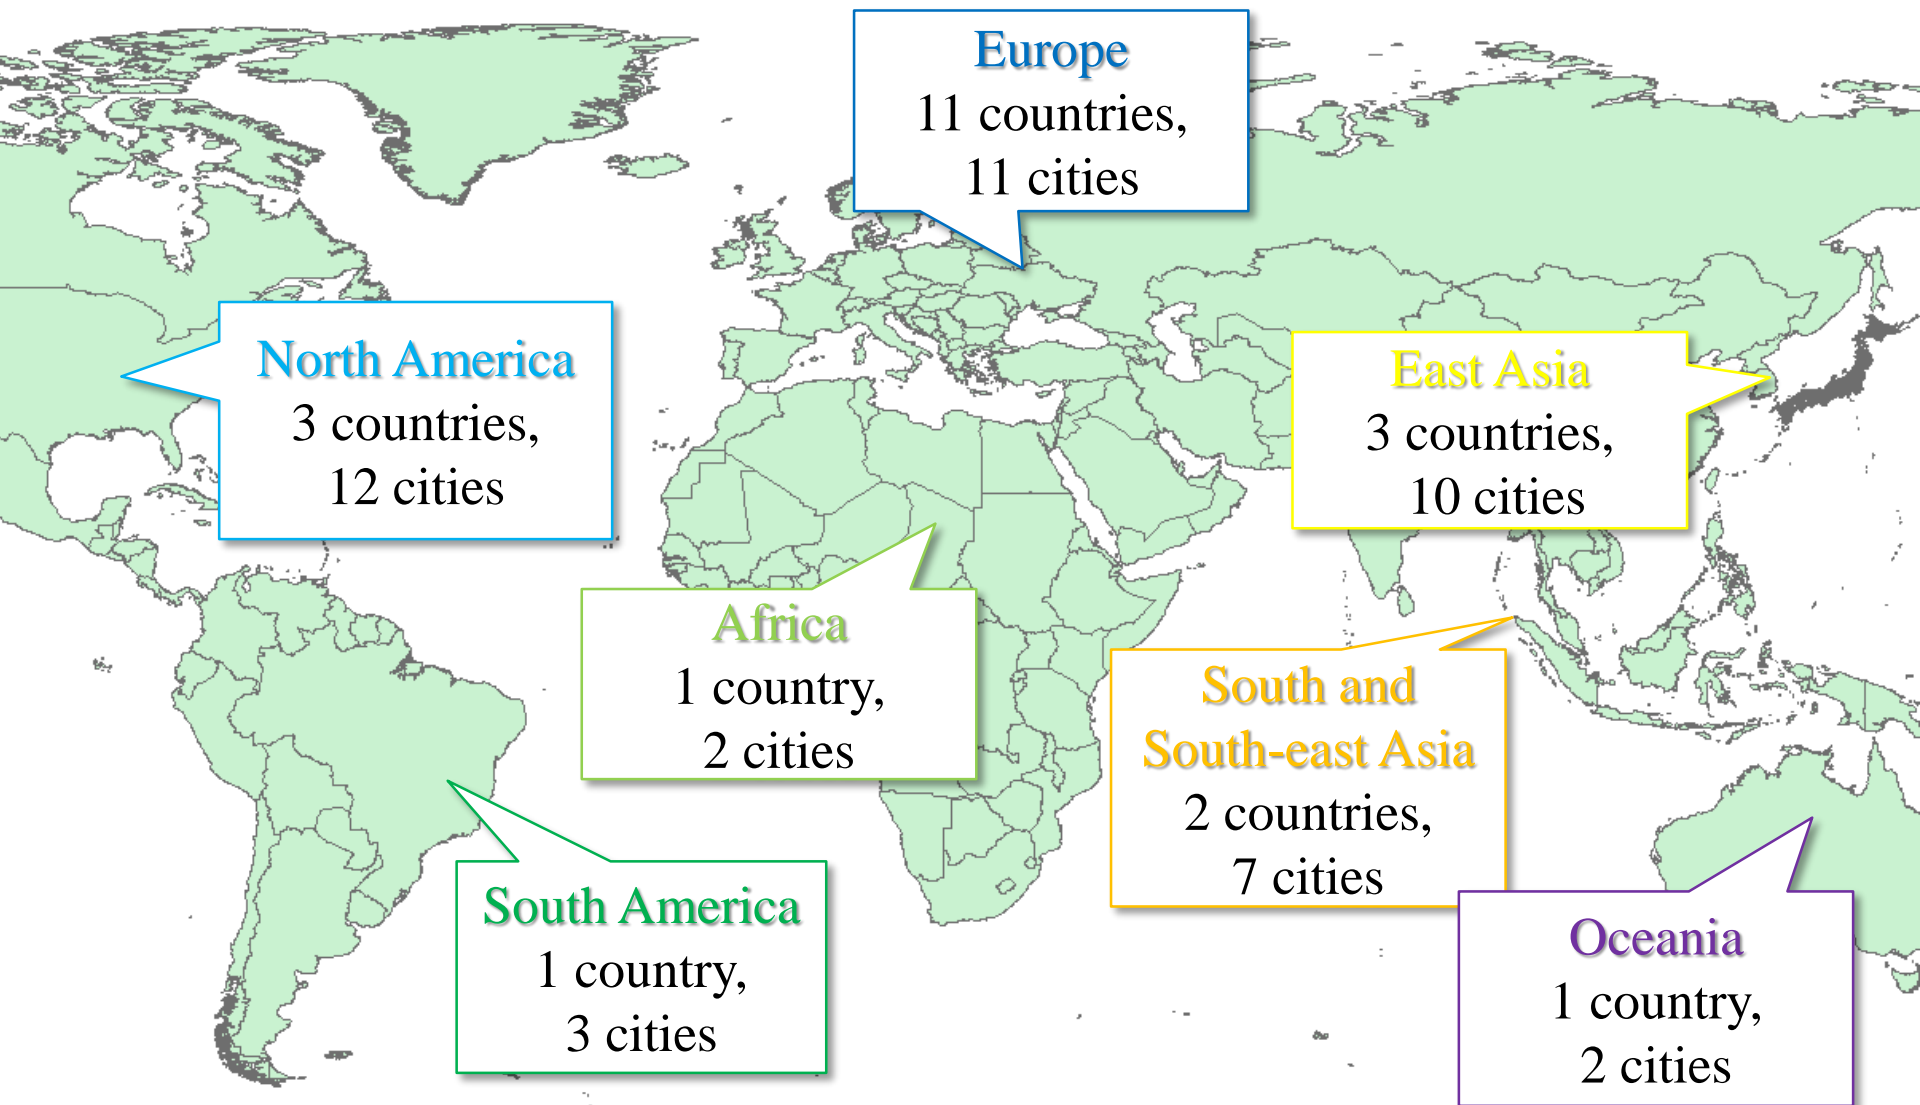 Europe
11 countries,
11 cities
North America
3 countries,
12 cities
East Asia
3 countries,
10 cities
Africa
1 country,
2 cities
South and
South-east Asia
2 countries,
7 cities
South America
1 country,
3 cities
Oceania
1 country,
2 cities